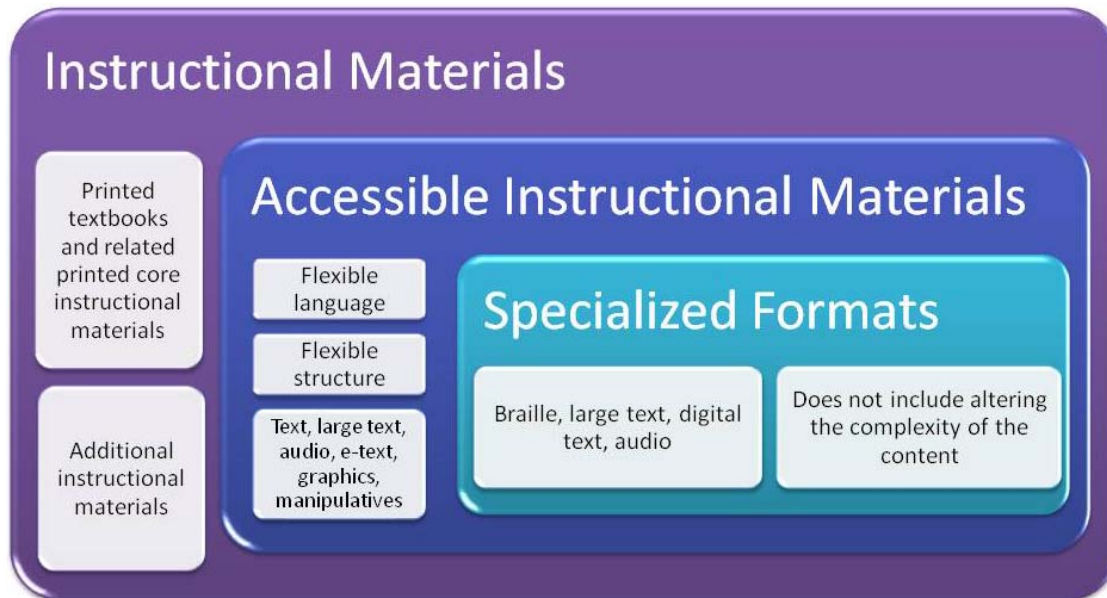 Instructional Materials
Printed
textbooks
and related
printed core
instructional
materials
Additional
instructional
materials
Accessible Instructional Materials
Flexible
language
Flexible
structure
Text, large text,
audio, e-text,
graphics,
manipulatives
Specialized Formats
Braille, large text, digital
text, audio
Does not include altering
the complexity of the
content